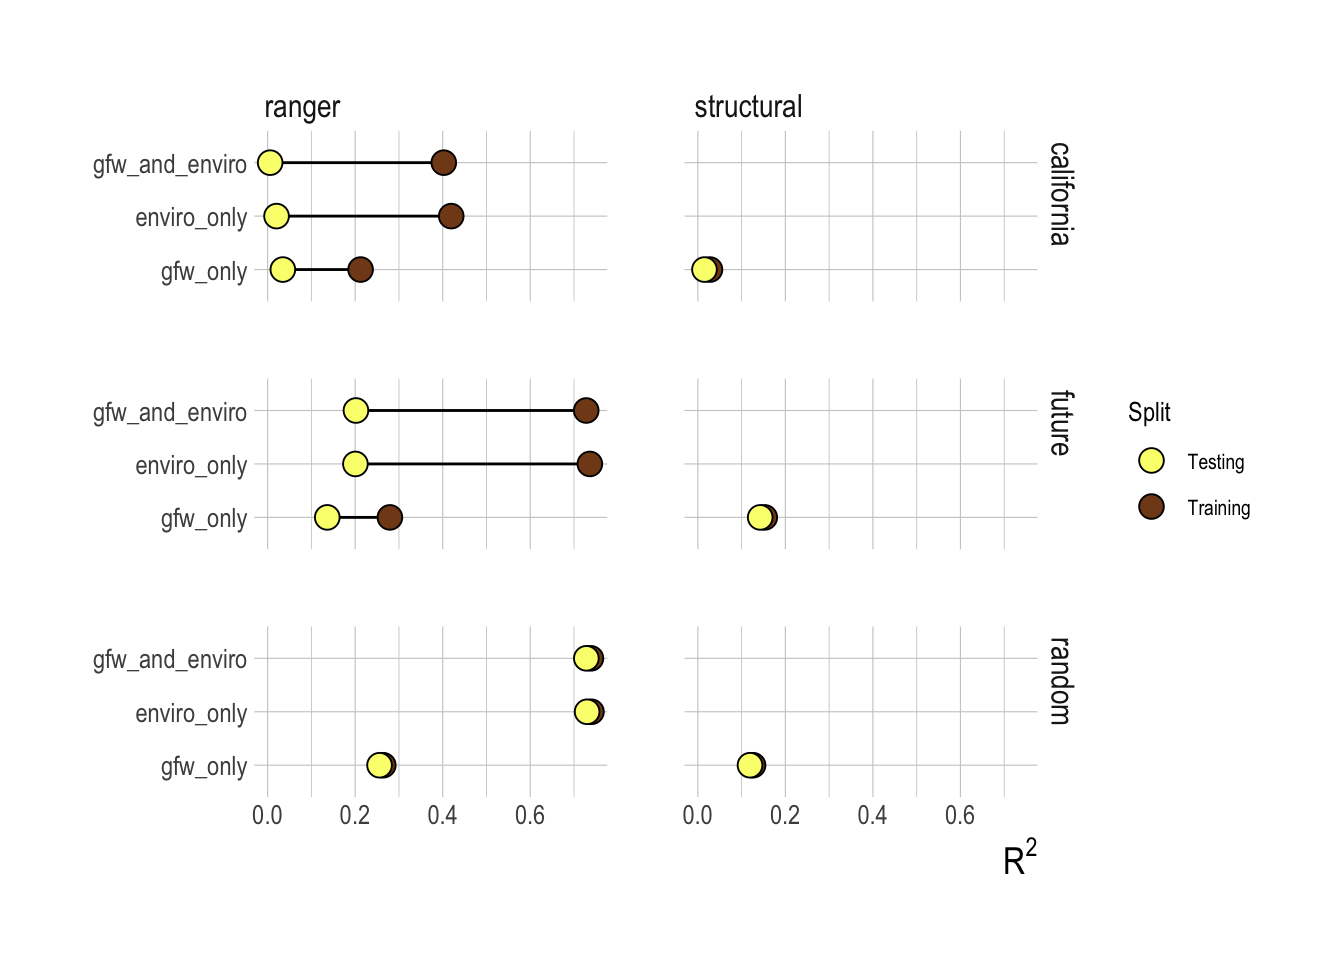 ranger
structural
gfw_and_enviro
enviro_only
gfw_only
california
gfw_and_enviro
enviro_only
gfw_only
future
gfw_and_enviro
enviro_only
gfw_only
random
0.0 0.2 0.4 0.6
0.0 0.2 0.4 0.6
R²
Split
Testing
Training